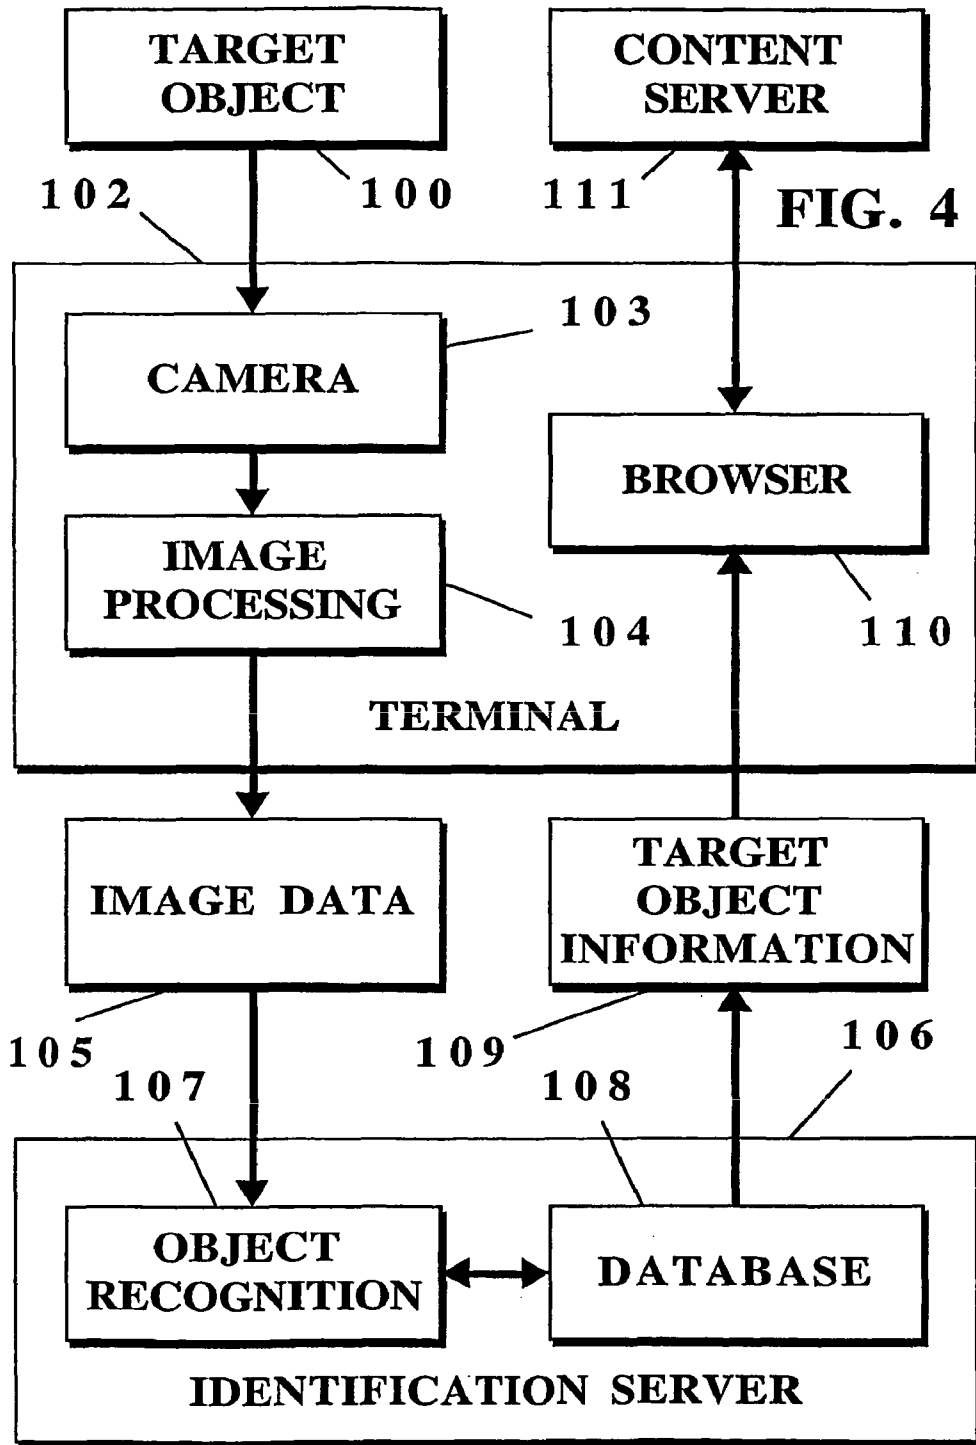 TARGET
OBJECT
CONTENT
SERVER
102
100
111
FIG. 4
103
CAMERA
BROWSER
IMAGE
PROCESSING
104
110
TERMINAL
IMAGE DATA
TARGET
OBJECT
INFORMATION
105
109
106
107
108
OBJECT
RECOGNITION
DATABASE
IDENTIFICATION SERVER